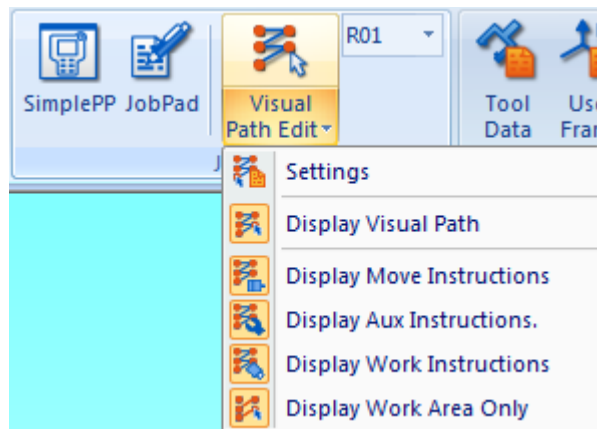 R01
SimplePP JobPad Visual Path Edit Tool Data
Settings
Display Visual Path
Display Move Instructions
Display Aux Instructions.
Display Work Instructions
Display Work Area Only